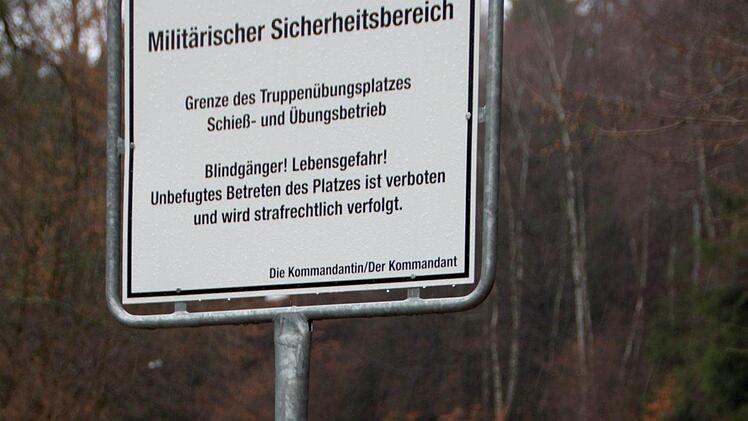 Militärischer Sicherheitsbereich
Grenze des Truppenübungsplatzes
Schieß- und Übungsbetrieb
Blindgänger! Lebensgefahr!
Unbefugtes Betreten des Platzes ist verboten
und wird strafrechtlich verfolgt.
Die Kommandantin/Der Kommandant